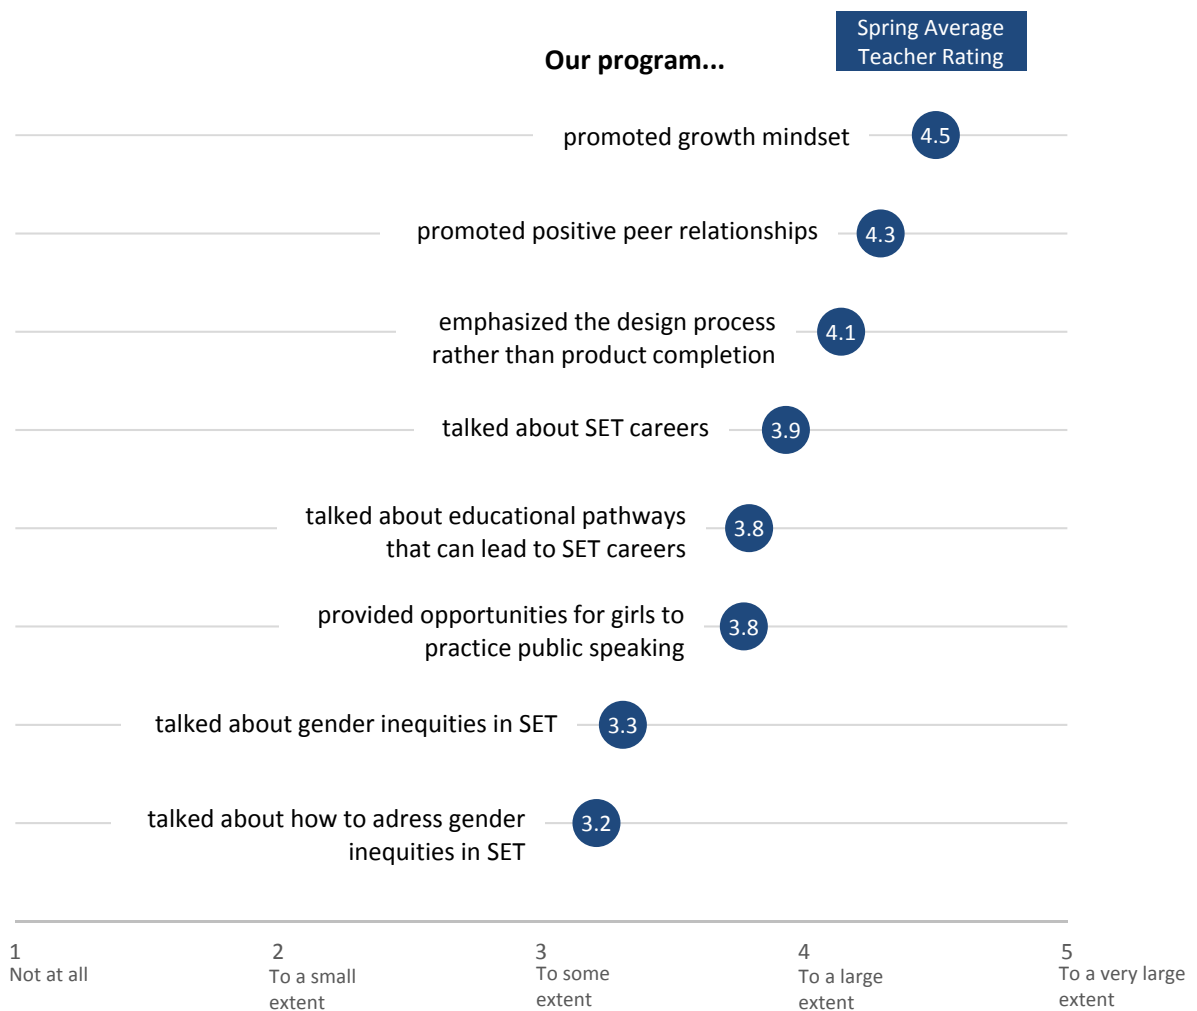 Spring Average
Teacher Rating
Our program...
promoted growth mindset
4.5
promoted positive peer relationships
4.3
emphasized the design process
rather than product completion
4.1
talked about SET careers
3.9
talked about educational pathways
that can lead to SET careers
3.8
provided opportunities for girls to
practice public speaking
3.8
talked about gender inequities in SET
3.3
talked about how to adress gender
inequities in SET
3.2
1
Not at all
2
To a small
extent
3
To some
extent
4
To a large
extent
5
To a very large
extent